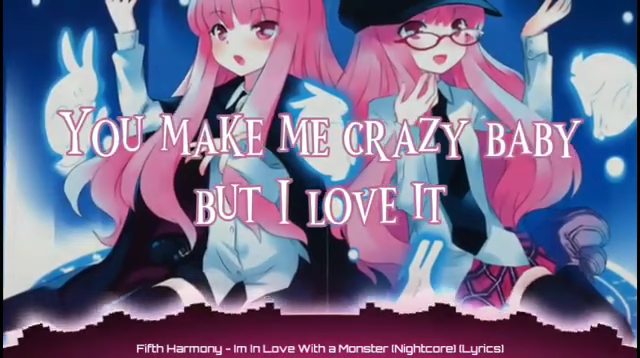 You make me crazy baby
but I love it
Fifth Harmony - Im In Love With a Monster (Nightcore) (Lyrics)